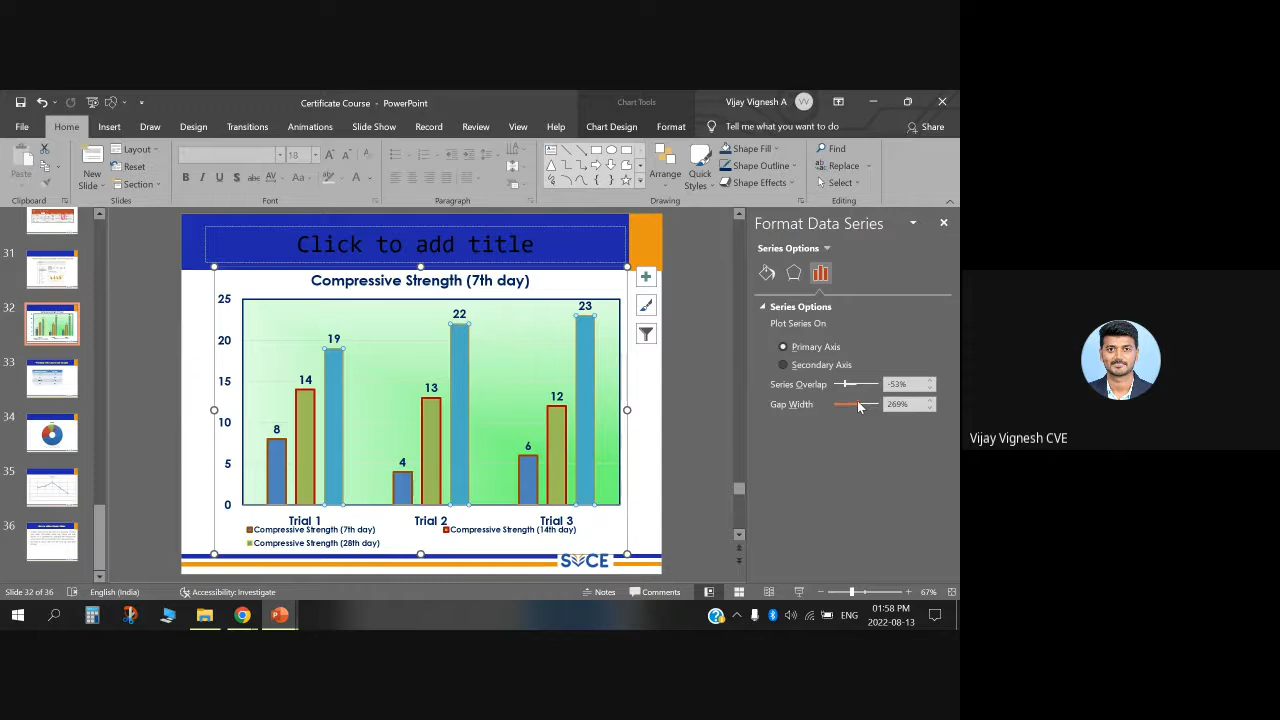 Certificate Course - PowerPoint
Chart Tools
Vijay Vignesh A
VV
File
Home
Insert
Draw
Design
Transitions
Animations
Slide Show
Record
Review
View
Help
Chart Design
Format
Tell me what you want to do
Share
Paste
New
Slide
Layout
Reset
Section
18
Shape Fill
Shape Outline
Shape Effects
Arrange
Quick
Styles
Find
Replace
Select
Clipboard
Slides
Font
Paragraph
Drawing
Editing
31
32
33
34
35
36
Click to add title
Compressive Strength (7th day)
25
20
15
10
5
0
8
14
19
4
13
22
6
12
23
Trial 1
Trial 2
Trial 3
Compressive Strength (7th day)
Compressive Strength (14th day)
Compressive Strength (28th day)
SVCE
Format Data Series
Series Options
Series Options
Plot Series On
Primary Axis
Secondary Axis
Series Overlap
-53%
Gap Width
269%
Vijay Vignesh CVE
Slide 32 of 36
English (India)
Accessibility: Investigate
Notes
Comments
67%
ENG
01:58 PM
2022-08-13